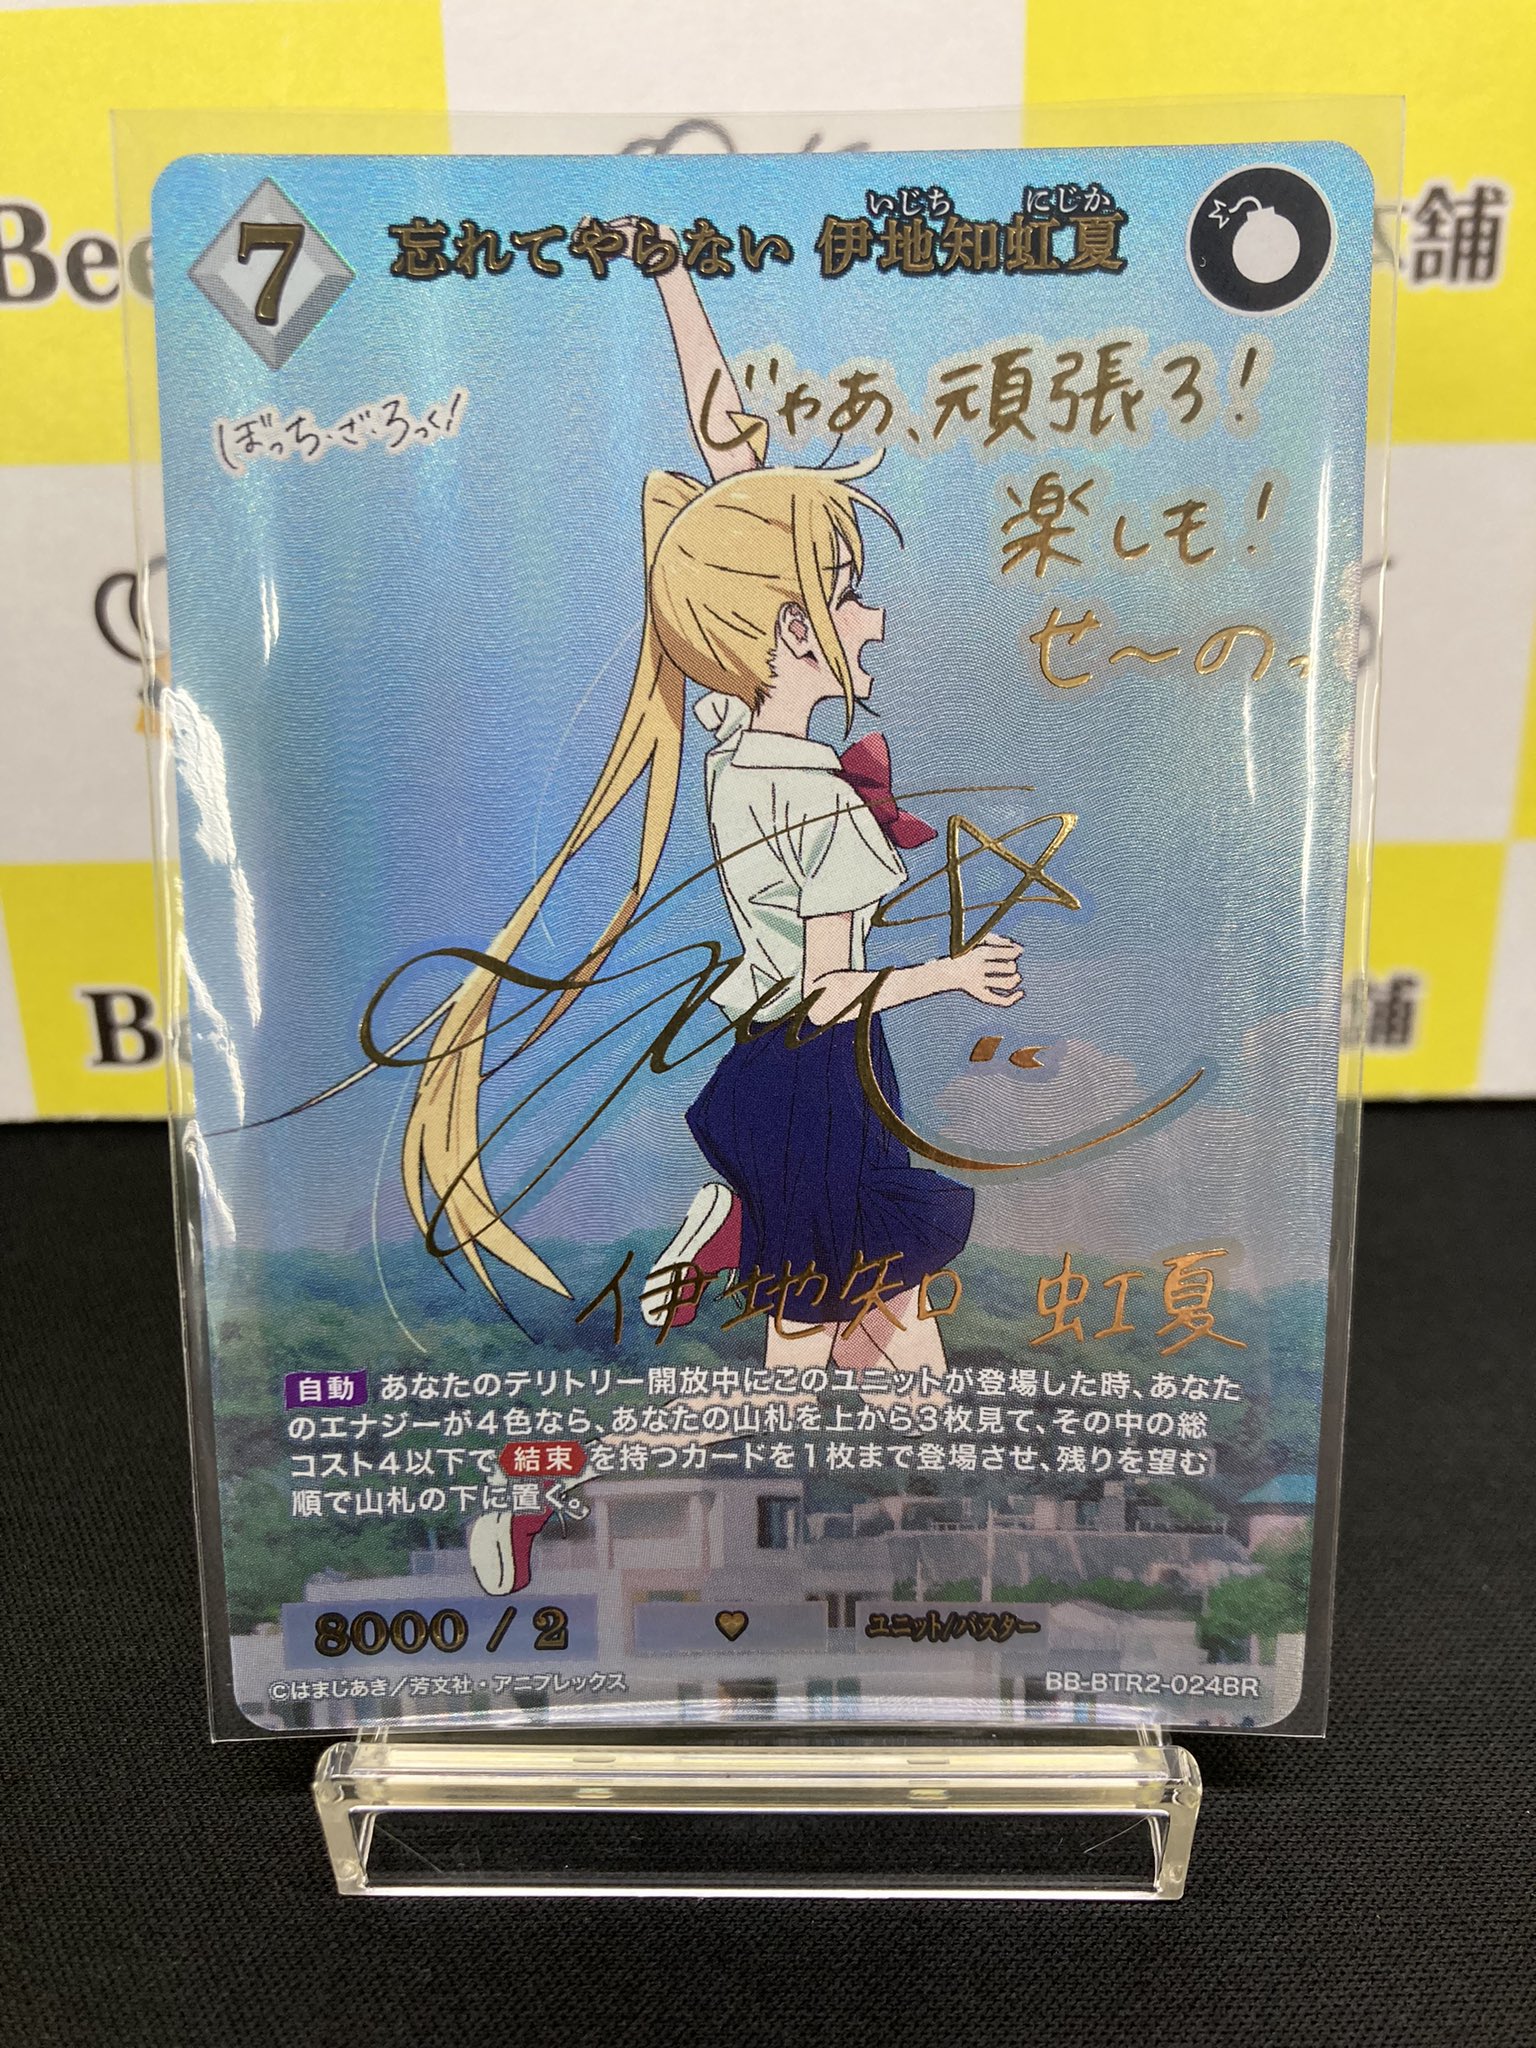 7
いじち にじか
忘れてやらない 伊地知虹夏
ぼっち・ざ・ろっく!
じゃあ、頑張ろ!
楽しも!
せ〜のっ
伊地知 虹夏
自動 あなたのテリトリー開放中にこのユニットが登場した時、あなた
のエナジーが4色なら、あなたの山札を上から3枚見て、その中の総
コスト4以下で 結束 を持つカードを1枚まで登場させ、残りを望む
順で山札の下に置く。
8000 / 2
ユニット/バスター
©はまじあき/芳文社・アニプレックス
BB-BTR2-024BR
Bee
舗
B
舗